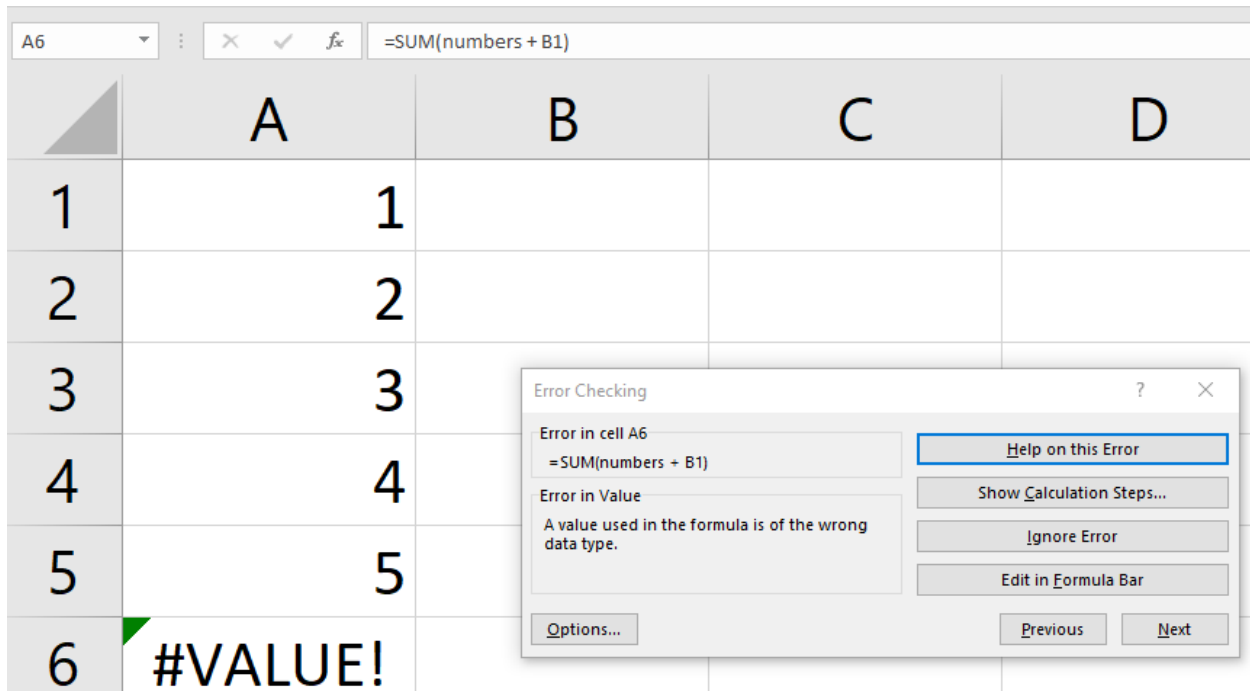 A6
fx
=SUM(numbers + B1)
A B C D
1 1
2 2
3 3
4 4
5 5
6 #VALUE!
Error Checking ?
Error in cell A6
=SUM(numbers + B1)
Error in Value
A value used in the formula is of the wrong
data type.
Help on this Error
Show Calculation Steps...
Ignore Error
Edit in Formula Bar
Options...
Previous
Next